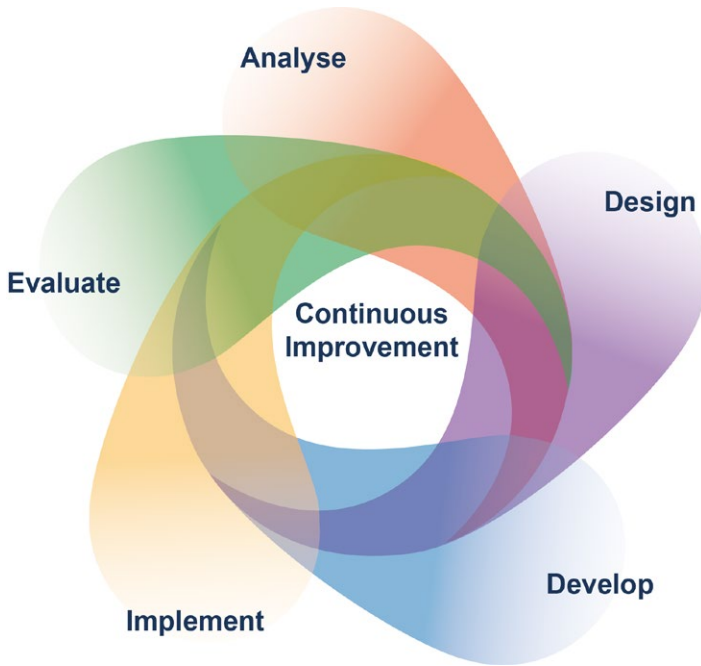 Analyse
Design
Evaluate
Continuous
Improvement
Develop
Implement